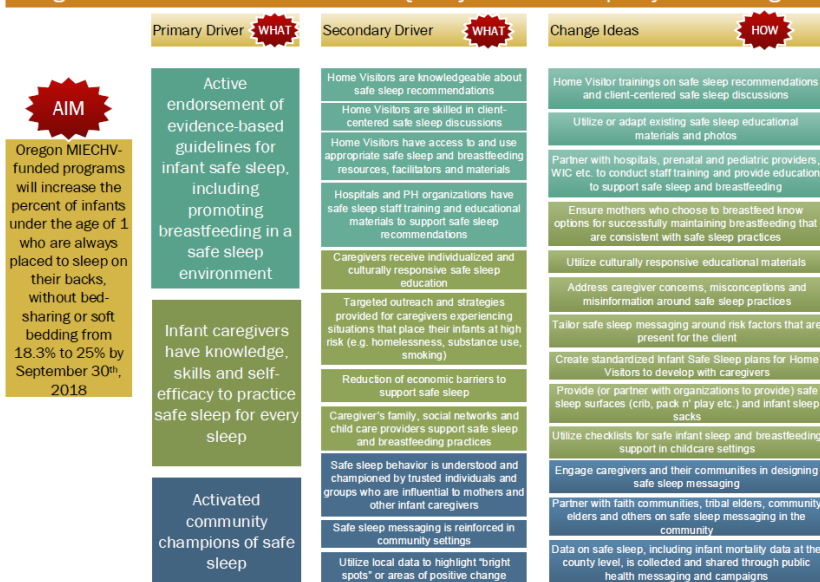 Primary Driver
WHAT
Secondary Driver
WHAT
Change Ideas
HOW
AIM
Oregon MIECHV-
funded programs
will increase the
percent of infants
under the age of 1
who are always
placed to sleep on
their backs,
without bed-
sharing or soft
bedding from
18.3% to 25% by
September 30th,
2018
Active
endorsement of
evidence-based
guidelines for
infant safe sleep,
including
promoting
breastfeeding in a
safe sleep
environment
Infant caregivers
have knowledge,
skills and self-
efficacy to practice
safe sleep for every
sleep
Activated
community
champions of safe
sleep
Home Visitors are knowledgeable about
safe sleep recommendations
Home Visitors are skilled in client-
centered safe sleep discussions
Home Visitors have access to and use
appropriate safe sleep and breastfeeding
resources, facilitators and materials
Hospitals and PH organizations have
safe sleep staff training and educational
materials to support safe sleep
recommendations
Caregivers receive individualized and
culturally responsive safe sleep
education
Targeted outreach and strategies
provided for caregivers experiencing
situations that place their infants at high
risk (e.g. homelessness, substance use,
smoking)
Reduction of economic barriers to
support safe sleep
Caregiver's family, social networks and
child care providers support safe sleep
and breastfeeding practices
Safe sleep behavior is understood and
championed by trusted individuals and
groups who are influential to mothers and
other infant caregivers
Safe sleep messaging is reinforced in
community settings
Utilize local data to highlight "bright
spots" or areas of positive change
Home Visitor trainings on safe sleep recommendations
and client-centered safe sleep discussions
Utilize or adapt existing safe sleep educational
materials and photos
Partner with hospitals, prenatal and pediatric providers,
WIC etc. to conduct staff training and provide education
to support safe sleep and breastfeeding
Ensure mothers who choose to breastfeed know
options for successfully maintaining breastfeeding that
are consistent with safe sleep practices
Utilize culturally responsive educational materials
Address caregiver concerns, misconceptions and
misinformation around safe sleep practices
Tailor safe sleep messaging around risk factors that are
present for the client
Create standardized Infant Safe Sleep plans for Home
Visitors to develop with caregivers
Provide (or partner with organizations to provide) safe
sleep surfaces (crib, pack n' play etc.) and infant sleep
sacks
Utilize checklists for safe infant sleep and breastfeeding
support in childcare settings
Engage caregivers and their communities in designing
safe sleep messaging
Partner with faith communities, tribal elders, community
elders and others on safe sleep messaging in the
community
Data on safe sleep, including infant mortality data at the
county level, is collected and shared through public
health messaging and campaigns